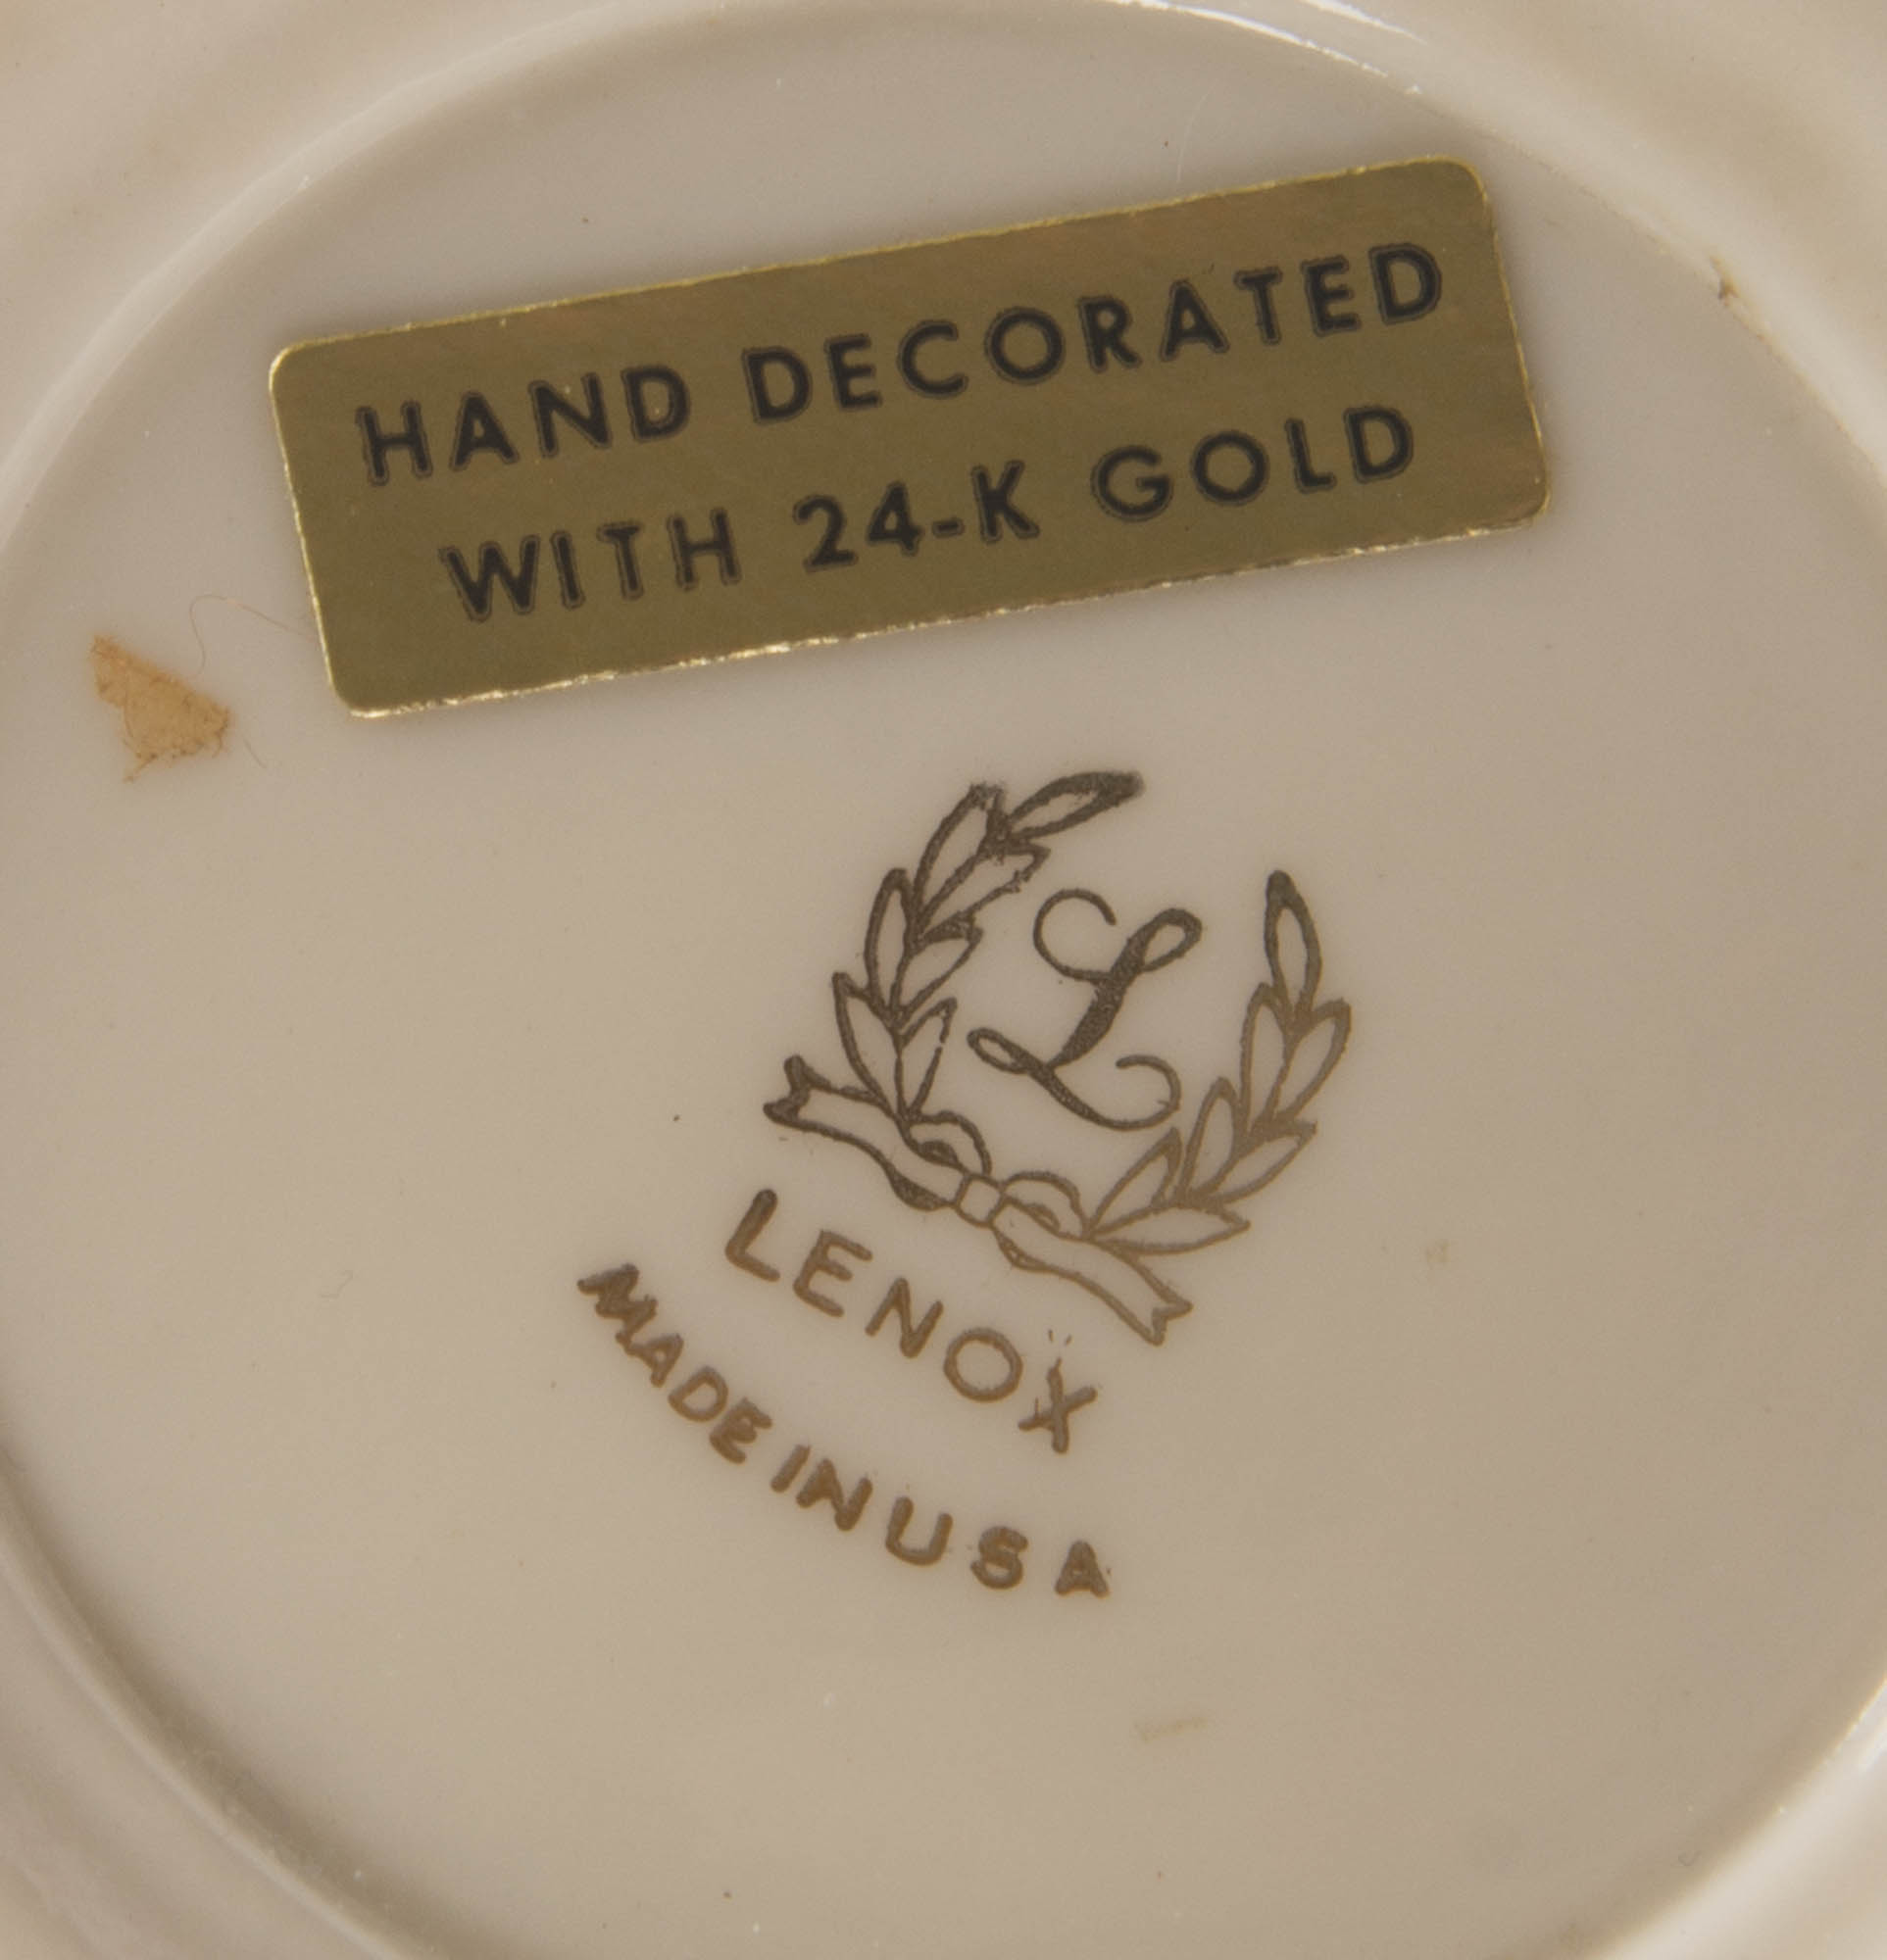 HAND DECORATED
WITH 24-K GOLD
L
LENOX
MADE IN USA